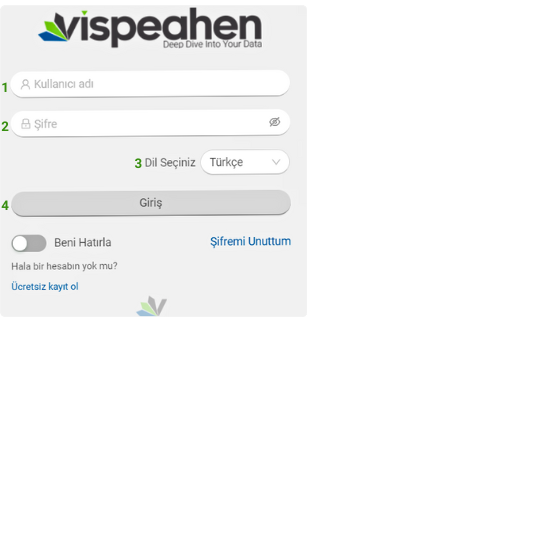 vispeahen
Deep Dive Into Your Data
1 Kullanıcı adı
2 Şifre
3 Dil Seçiniz Türkçe
4 Giriş
Beni Hatırla Şifremi Unuttum
Hala bir hesabın yok mu?
Ücretsiz kayıt ol